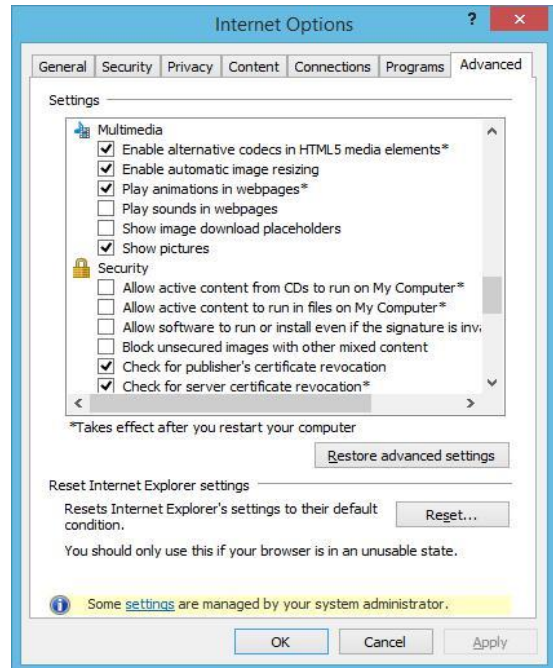 Internet Options
?
General Security Privacy Content Connections Programs Advanced
Settings
Multimedia
Enable alternative codecs in HTML5 media elements*
Enable automatic image resizing
Play animations in webpages*
Play sounds in webpages
Show image download placeholders
Show pictures
Security
Allow active content from CDs to run on My Computer*
Allow active content to run in files on My Computer*
Allow software to run or install even if the signature is inva
Block unsecured images with other mixed content
Check for publisher's certificate revocation
Check for server certificate revocation*
*Takes effect after you restart your computer
Restore advanced settings
Reset Internet Explorer settings
Resets Internet Explorer's settings to their default
condition.
Reset...
You should only use this if your browser is in an unusable state.
Some settings are managed by your system administrator.
OK Cancel Apply